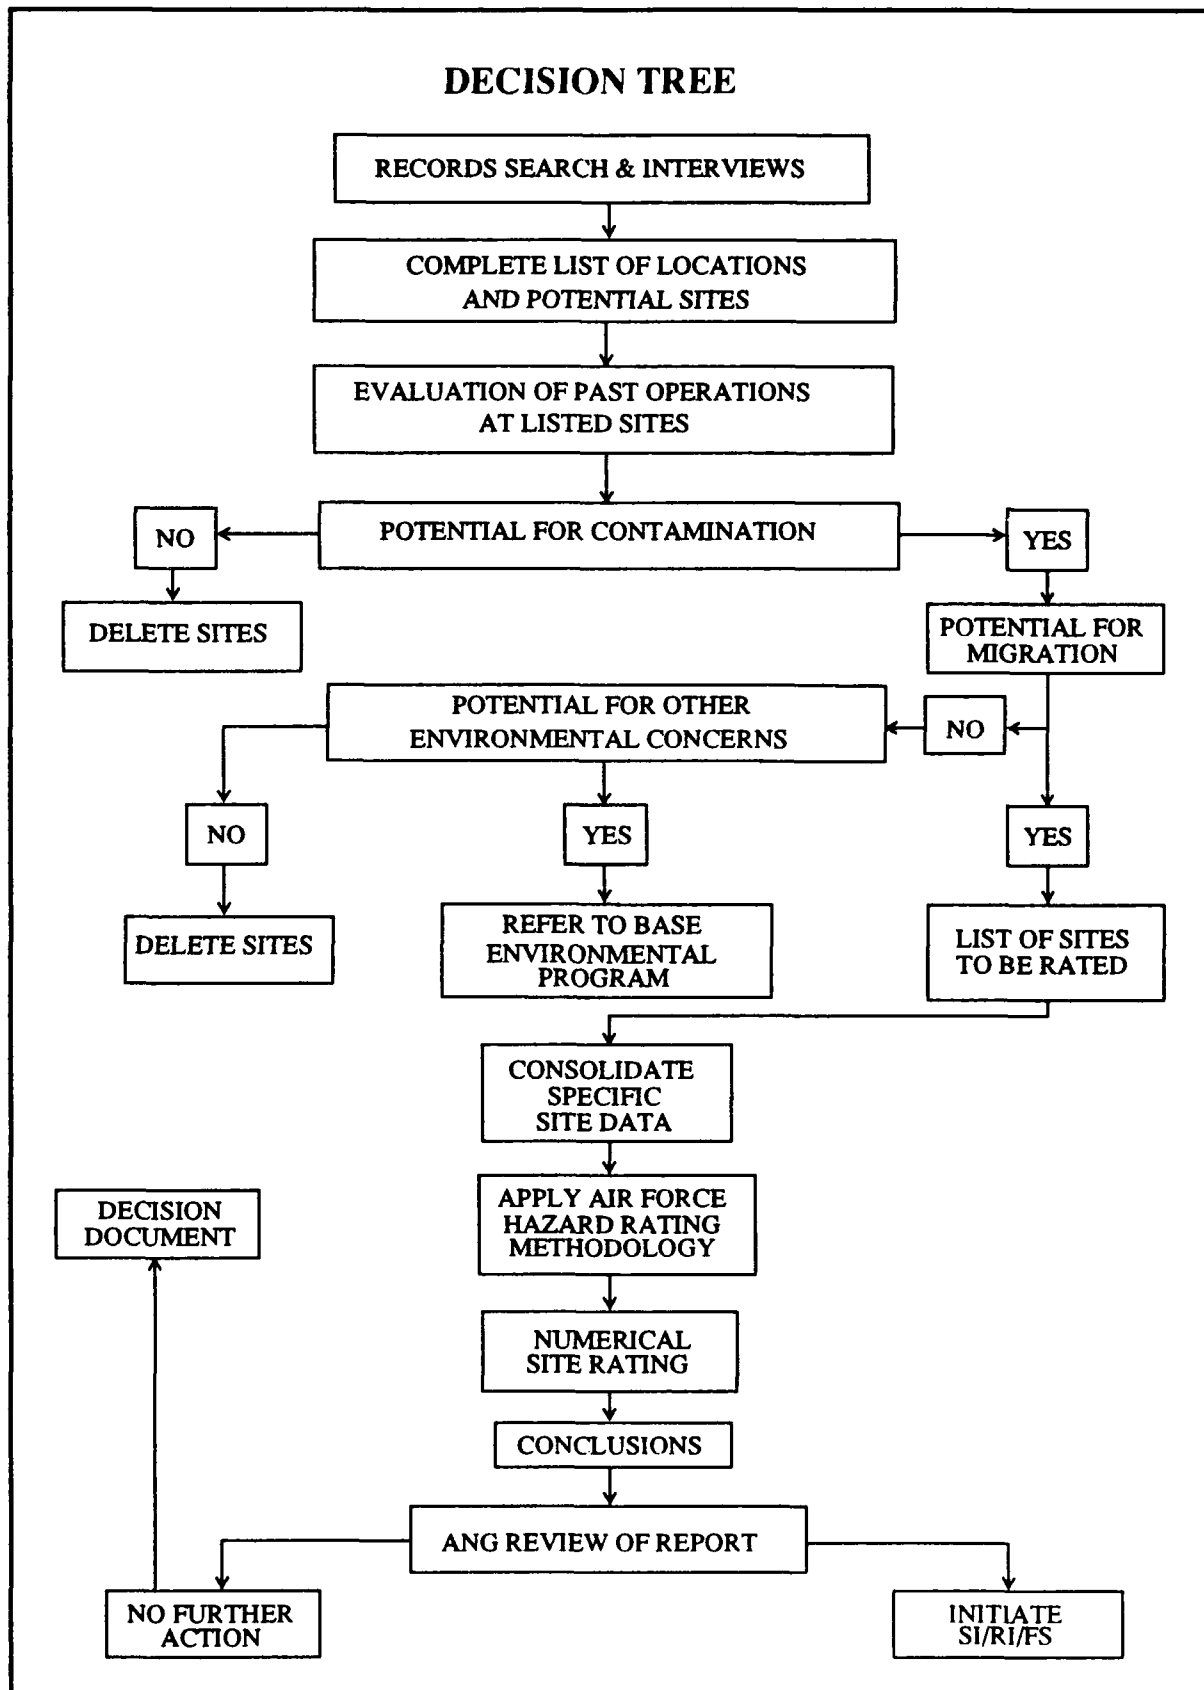 DECISION TREE
RECORDS SEARCH & INTERVIEWS
COMPLETE LIST OF LOCATIONS
AND POTENTIAL SITES
EVALUATION OF PAST OPERATIONS
AT LISTED SITES
NO
POTENTIAL FOR CONTAMINATION
YES
DELETE SITES
POTENTIAL FOR
MIGRATION
POTENTIAL FOR OTHER
ENVIRONMENTAL CONCERNS
NO
NO
YES
YES
DELETE SITES
REFER TO BASE
ENVIRONMENTAL
PROGRAM
LIST OF SITES
TO BE RATED
CONSOLIDATE
SPECIFIC
SITE DATA
DECISION
DOCUMENT
APPLY AIR FORCE
HAZARD RATING
METHODOLOGY
NUMERICAL
SITE RATING
CONCLUSIONS
ANG REVIEW OF REPORT
NO FURTHER
ACTION
INITIATE
SI/RI/FS